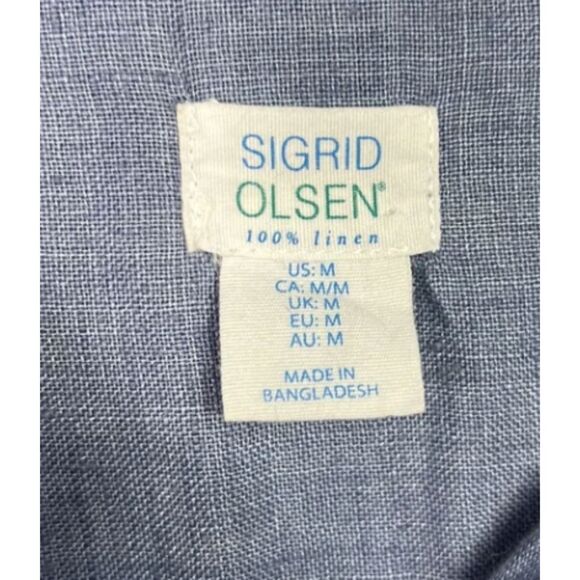 SIGRID
OLSEN®
100% linen
US: M
CA: M/M
UK: M
EU: M
AU: M
MADE IN
BANGLADESH